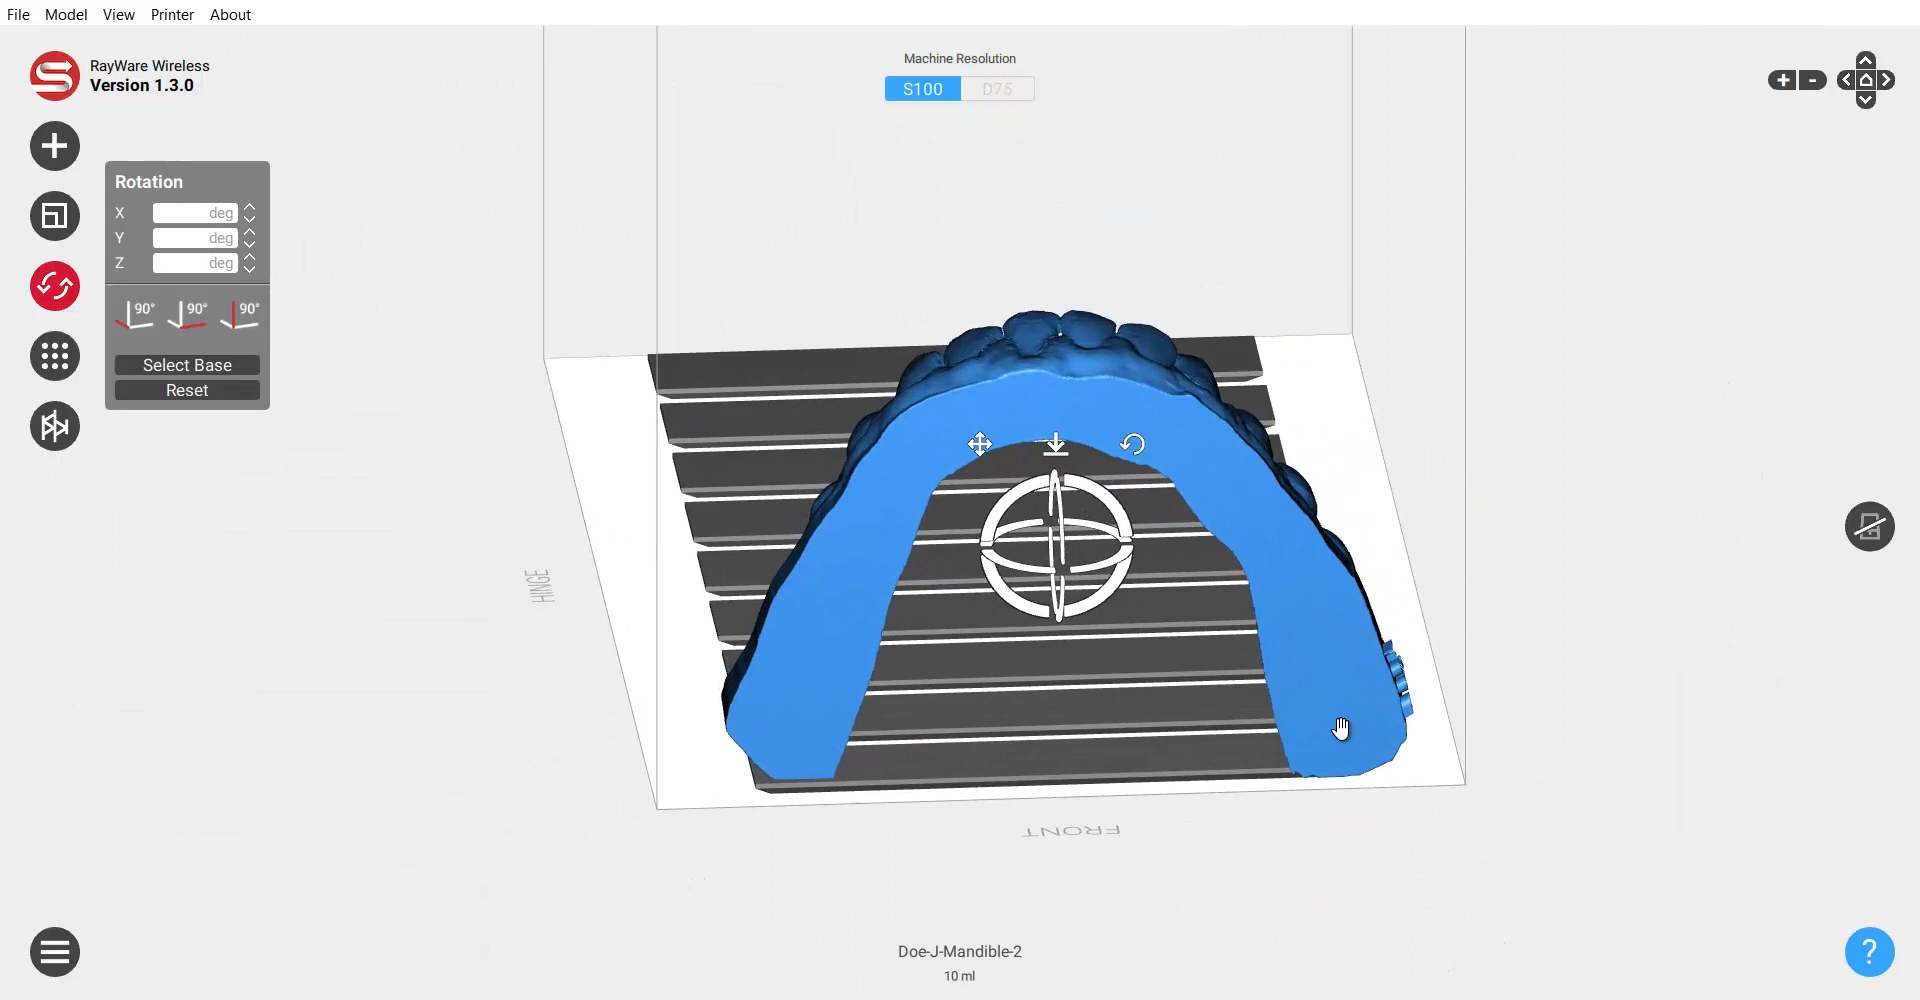 File Model View Printer About
RayWare Wireless
Version 1.3.0
Machine Resolution
S100 D75
+ -
Rotation
X deg
Y deg
Z deg
90° 90° 90°
Select Base
Reset
HINGE
FRONT
Doe-J-Mandible-2
10 ml
?